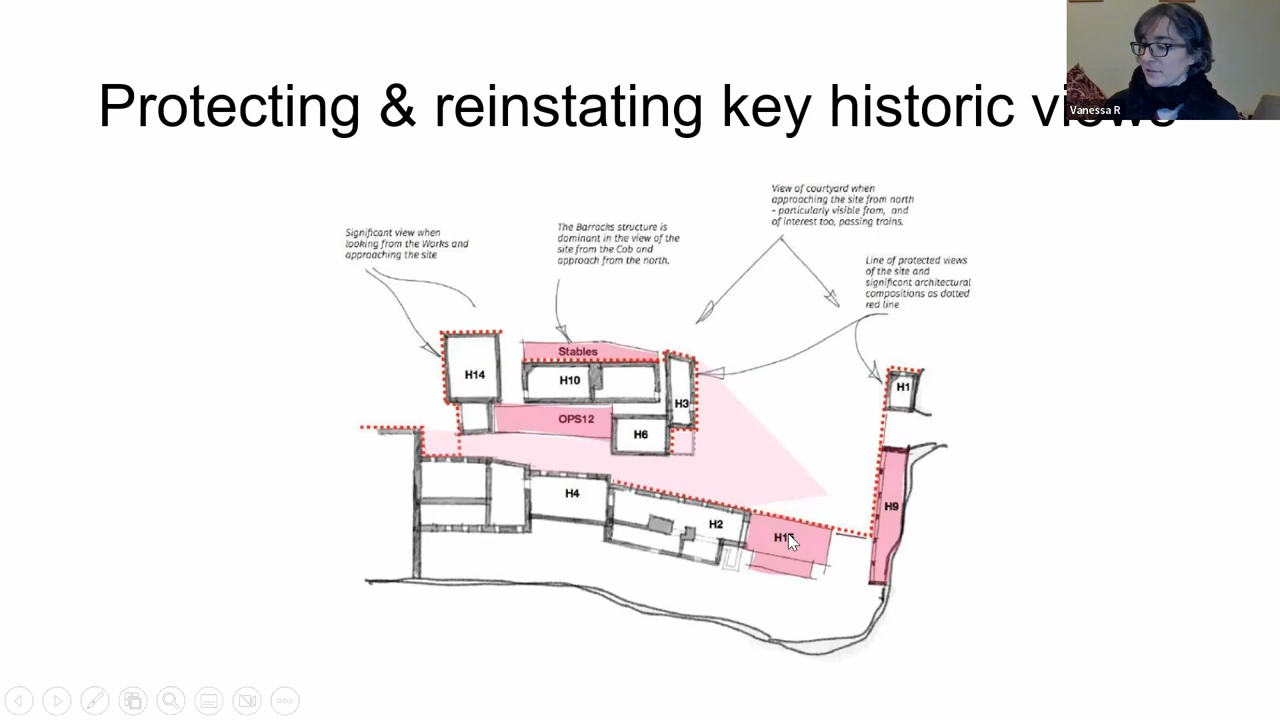 Protecting & reinstating key historic views
Vanessa R
View of courtyard when
approaching the site from north
- particularly visible from, and
of interest too, passing trains.
The Barracks structure is
dominant in the view of the
site from the Cob and
approach from the north.
Significant view when
looking from the Works and
approaching the site
Line of protected views
of the site and
significant architectural
compositions as dotted
red line
Stables
H14
H10
H3
H1
OPS12
H6
H4
H9
H2